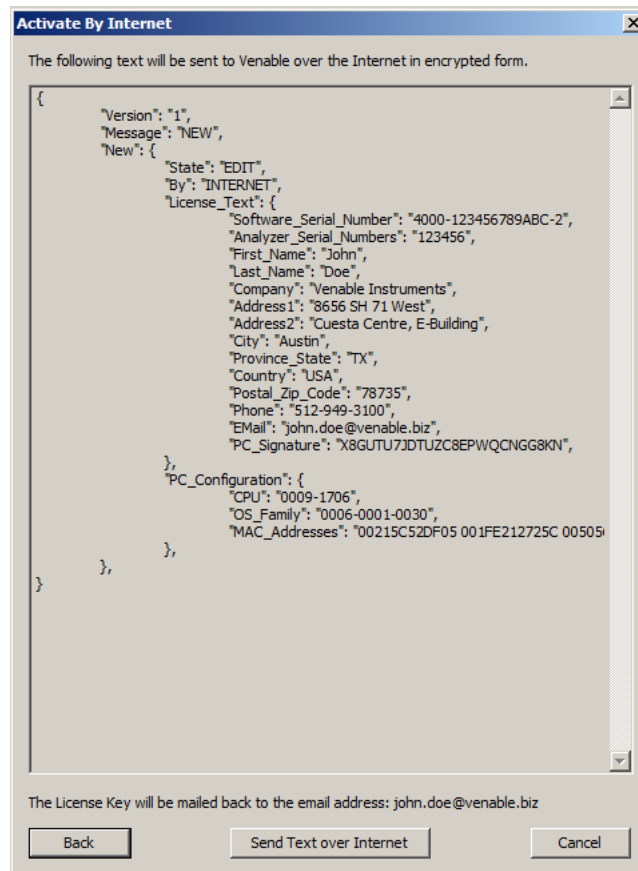 Activate By Internet
The following text will be sent to Venable over the Internet in encrypted form.
{
"Version": "1",
"Message": "NEW",
"New": {
"State": "EDIT",
"By": "INTERNET",
"License_Text": {
"Software_Serial_Number": "4000-123456789ABC-2",
"Analyzer_Serial_Numbers": "123456",
"First_Name": "John",
"Last_Name": "Doe",
"Company": "Venable Instruments",
"Address1": "8656 SH 71 West",
"Address2": "Cuesta Centre, E-Building",
"City": "Austin",
"Province_State": "TX",
"Country": "USA",
"Postal_Zip_Code": "78735",
"Phone": "512-949-3100",
"EMail": "john.doe@venable.biz",
"PC_Signature": "X8GUTU7JDTUZC8EPWQCNGG8KN",
},
"PC_Configuration": {
"CPU": "0009-1706",
"OS_Family": "0006-0001-0030",
"MAC_Addresses": "00215C52DF05 001FE212725C 00505
},
},
}
The License Key will be mailed back to the email address: john.doe@venable.biz
Back Send Text over Internet Cancel